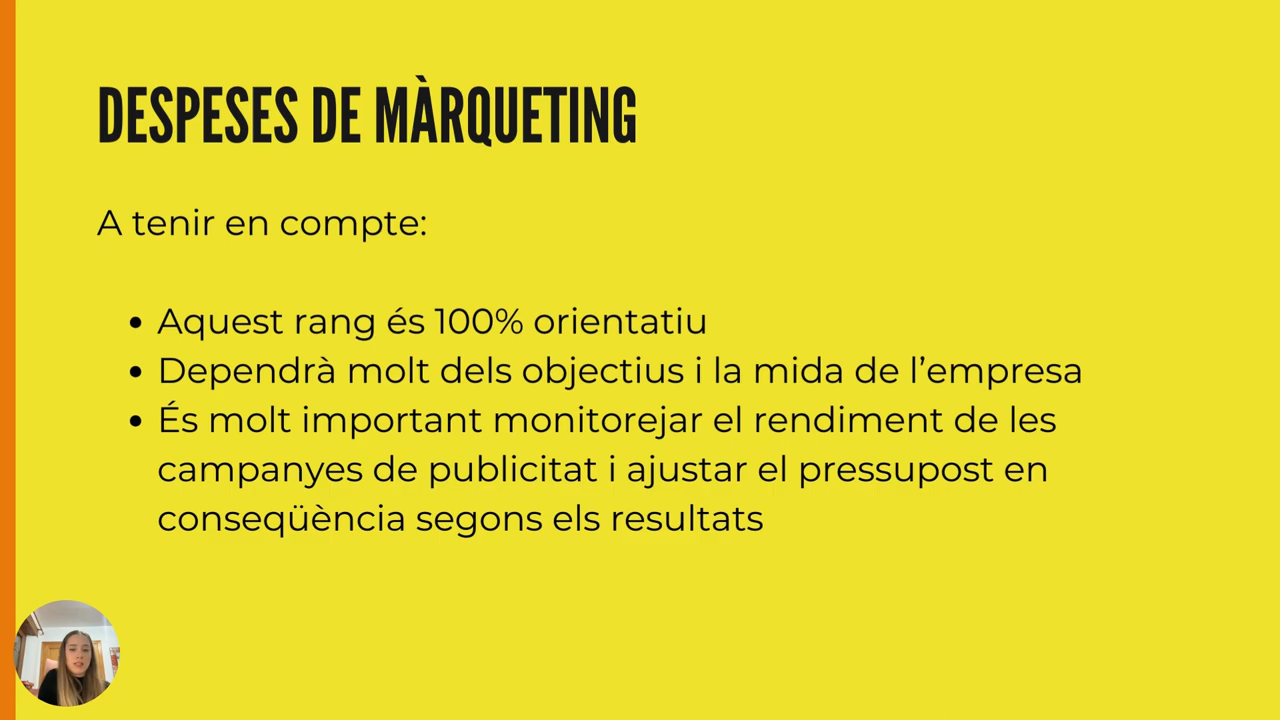 DESPESES DE MÀRQUETING
A tenir en compte:
• Aquest rang és 100% orientatiu
• Dependrà molt dels objectius i la mida de l’empresa
• És molt important monitorejar el rendiment de les
campanyes de publicitat i ajustar el pressupost en
conseqüència segons els resultats